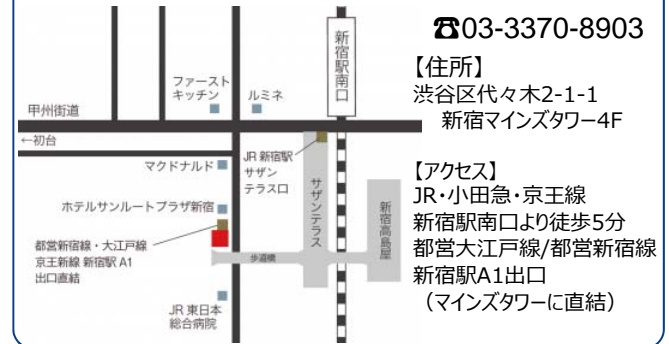 新宿駅南口
ファースト
キッチン
ルミネ
甲州街道
←初台
マクドナルド
JR 新宿駅
サザン
テラス口
サザンテラス
新宿高島屋
ホテルサンルートプラザ新宿
都営新宿線・大江戸線
京王新線 新宿駅 A1
出口直結
歩道橋
JR 東日本
総合病院
☎03-3370-8903
【住所】
渋谷区代々木2-1-1
新宿マインズタワー4F
【アクセス】
JR・小田急・京王線
新宿駅南口より徒歩5分
都営大江戸線/都営新宿線
新宿駅A1出口
（マインズタワーに直結）